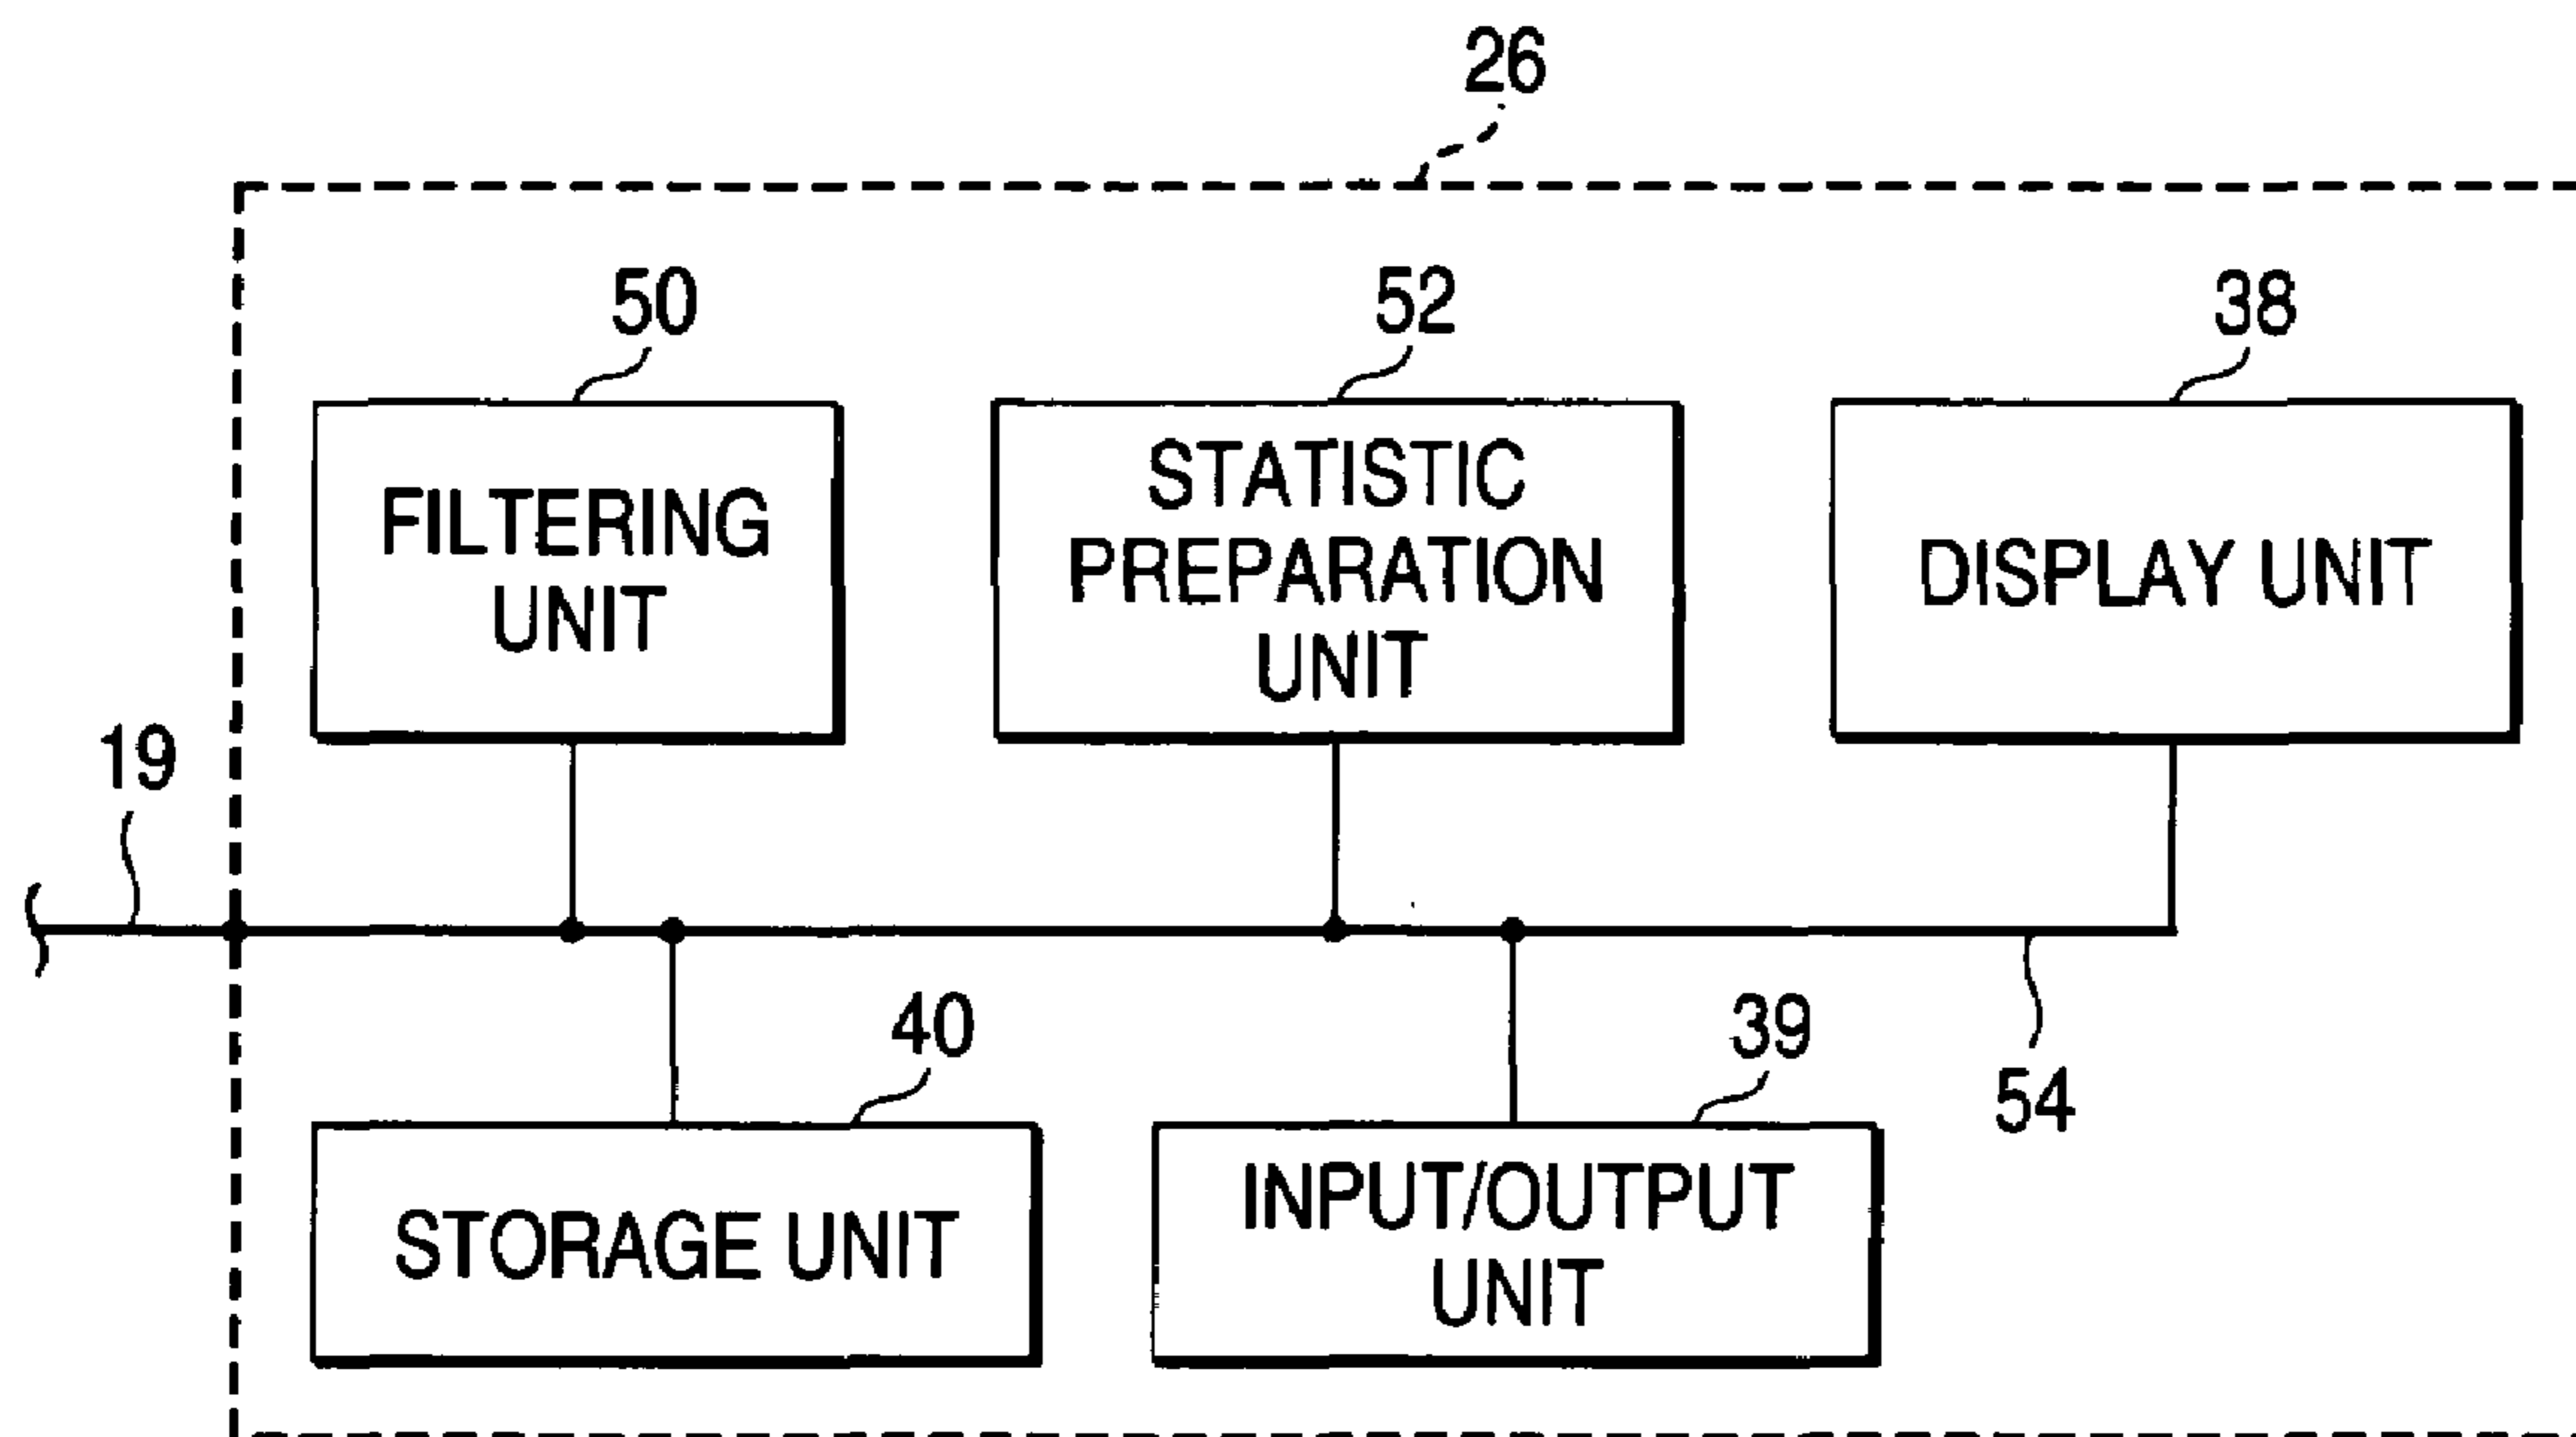 26
50
52
38
FILTERING
UNIT
STATISTIC
PREPARATION
UNIT
DISPLAY UNIT
19
40
39
54
STORAGE UNIT
INPUT/OUTPUT
UNIT